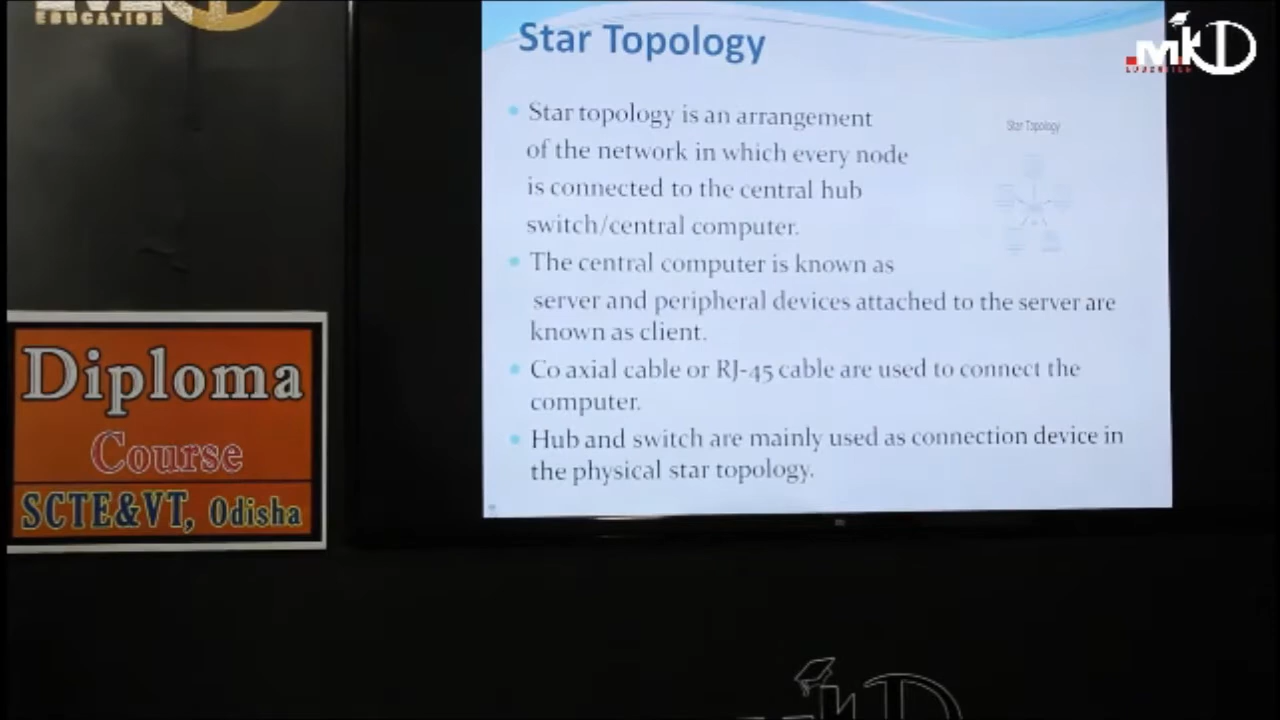 EDUCATION
Star Topology
MKD
EDUCATION
• Star topology is an arrangement
of the network in which every node
is connected to the central hub
switch/central computer.
Star Topology
• The central computer is known as
server and peripheral devices attached to the server are
known as client.
• Co axial cable or RJ-45 cable are used to connect the
computer.
• Hub and switch are mainly used as connection device in
the physical star topology.
Diploma
Course
SCTE&VT, Odisha